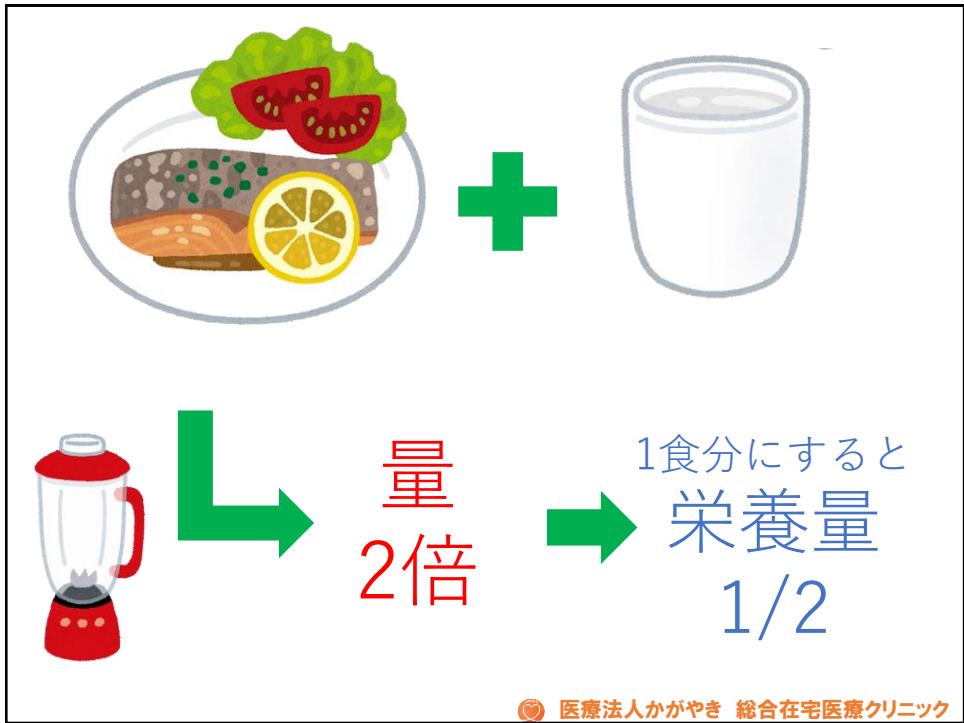 量
2倍
1食分にすると
栄養量
1/2
医療法人かがやき 総合在宅医療クリニック